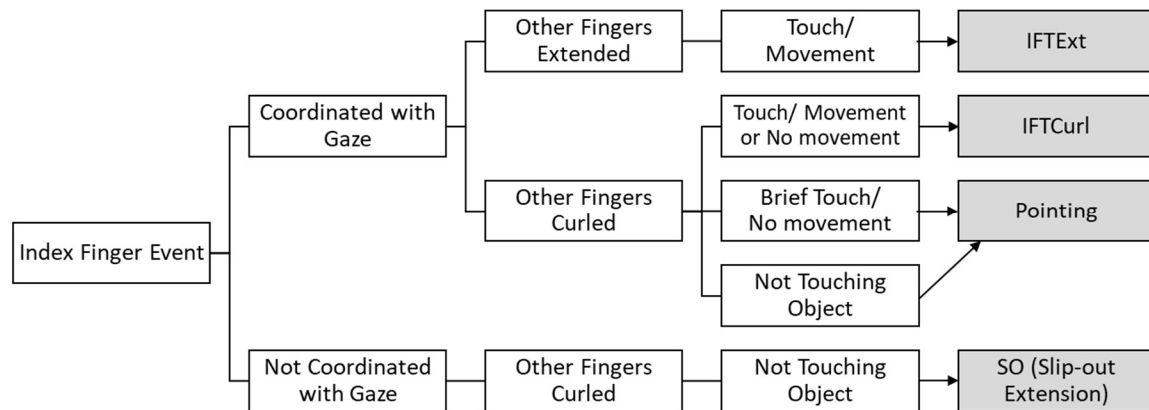 Other Fingers
Extended
Touch/
Movement
IFTExt
Coordinated with
Gaze
Touch/ Movement
or No movement
IFTCurl
Other Fingers
Curled
Brief Touch/
No movement
Pointing
Index Finger Event
Not Touching
Object
Not Coordinated
with Gaze
Other Fingers
Curled
Not Touching
Object
SO (Slip-out
Extension)